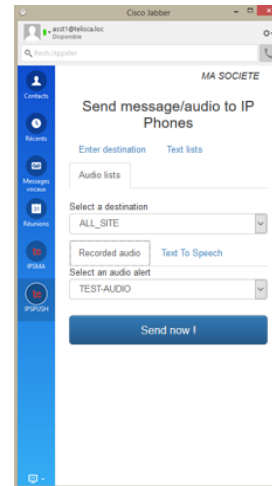 Cisco Jabber
asst1@telisca.loc
Disponible
Rech./Appeler
Contacts
Récents
Messages
vocaux
Réunions
IPSMA
IPSPUSH
MA SOCIETE
Send message/audio to IP
Phones
Enter destination Text lists
Audio lists
Select a destination
ALL_SITE
Recorded audio Text To Speech
Select an audio alert
TEST-AUDIO
Send now !